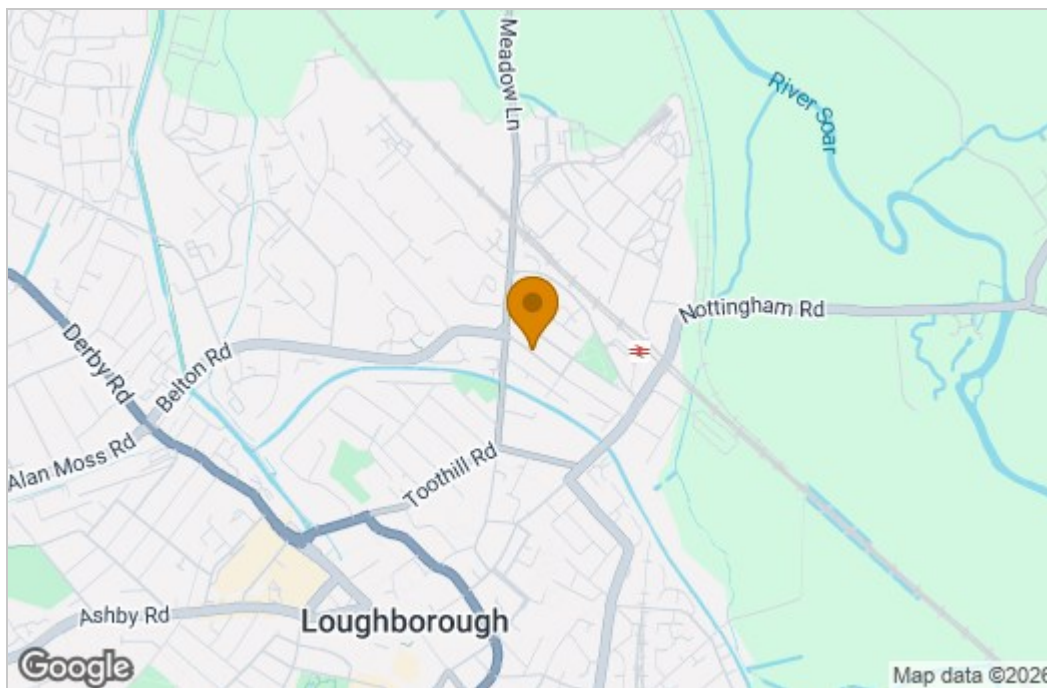 Meadow Ln
River Soar
Nottingham Rd
Derby Rd
Belton Rd
Alan Moss Rd
Toothill Rd
Ashby Rd
Loughborough
Google
Map data ©2026